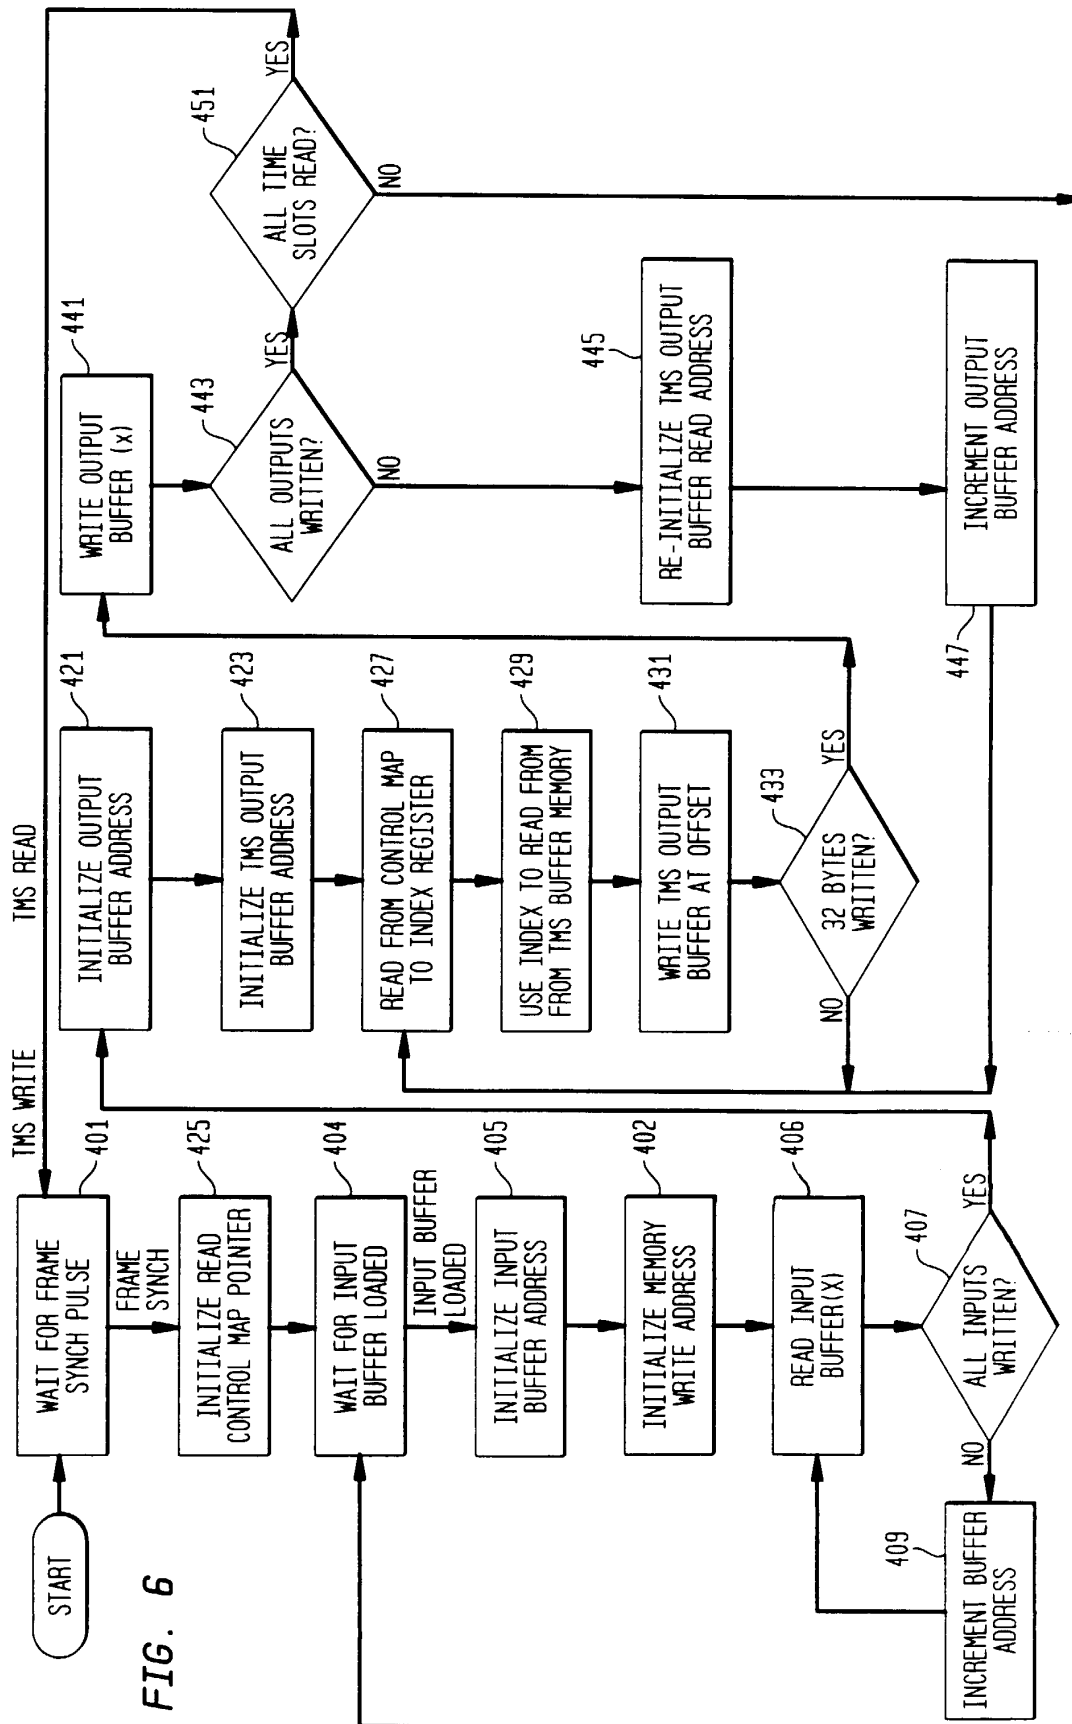 FIG. 6
START
TMS WRITE
TMS READ
WAIT FOR FRAME
SYNCH PULSE
401
FRAME
SYNCH
INITIALIZE READ
CONTROL MAP POINTER
425
WAIT FOR INPUT
BUFFER LOADED
404
INPUT BUFFER
LOADED
INITIALIZE INPUT
BUFFER ADDRESS
405
INITIALIZE MEMORY
WRITE ADDRESS
402
READ INPUT
BUFFER(X)
406
ALL INPUTS
WRITTEN?
407
NO
YES
INCREMENT BUFFER
ADDRESS
409
INITIALIZE OUTPUT
BUFFER ADDRESS
421
INITIALIZE TMS OUTPUT
BUFFER ADDRESS
423
READ FROM CONTROL MAP
TO INDEX REGISTER
427
USE INDEX TO READ FROM
FROM TMS BUFFER MEMORY
429
WRITE TMS OUTPUT
BUFFER AT OFFSET
431
32 BYTES
WRITTEN?
433
NO
YES
WRITE OUTPUT
BUFFER (x)
441
ALL OUTPUTS
WRITTEN?
443
YES
NO
RE-INITIALIZE TMS OUTPUT
BUFFER READ ADDRESS
445
INCREMENT OUTPUT
BUFFER ADDRESS
447
ALL TIME
SLOTS READ?
451
YES
NO